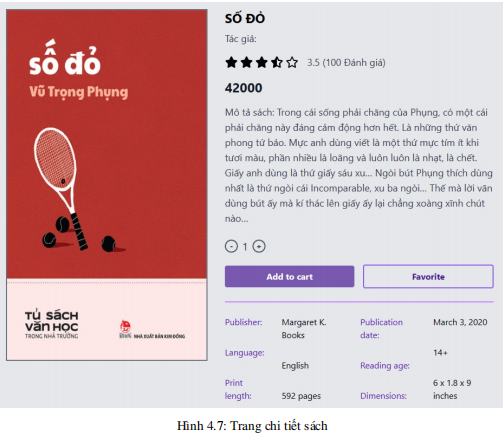 số đỏ
Vũ Trọng Phụng
TỦ SÁCH
VĂN HỌC
TRONG NHÀ TRƯỜNG
NHÀ XUẤT BẢN KIM ĐỒNG
SỐ ĐỎ
Tác giả:
3.5 (100 Đánh giá)
42000
Mô tả sách: Trong cái sống phải chăng của Phụng, có một cái
phải chăng này đáng cảm động hơn hết. Là những thứ văn
phong tứ bảo. Mực anh dùng viết là một thứ mực tím ít khi
tươi màu, phần nhiều là loãng và luôn luôn là nhạt, là chết.
Giấy anh dùng là thứ giấy sáu xu... Ngòi bút Phụng thích dùng
nhất là thứ ngòi cái Incomparable, xu ba ngòi... Thế mà lời văn
dùng bút ấy mà kí thác lên giấy ấy lại chẳng xoàng xĩnh chút
nào...
- 1 +
Add to cart Favorite
Publisher: Margaret K. Books
Publication date: March 3, 2020
Language: English
Reading age: 14+
Print length: 592 pages
Dimensions: 6 x 1.8 x 9 inches
Hình 4.7: Trang chi tiết sách